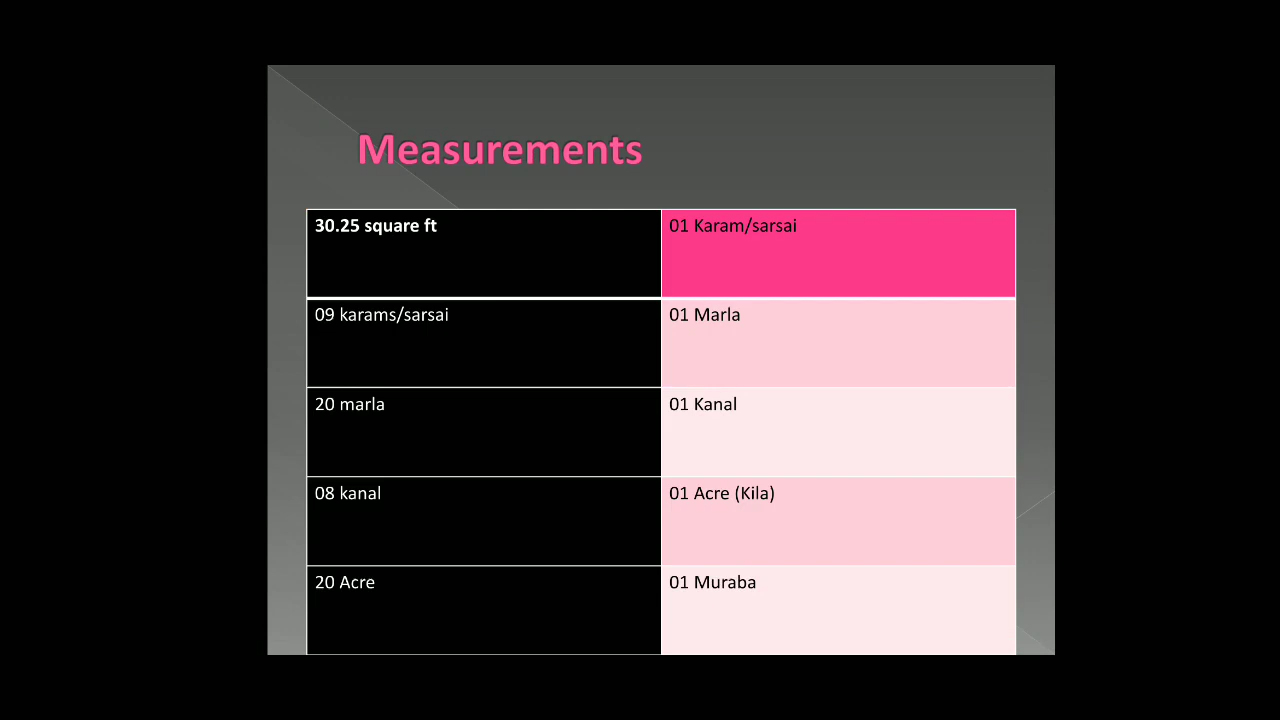 Measurements
30.25 square ft
01 Karam/sarsai
09 karams/sarsai
01 Marla
20 marla
01 Kanal
08 kanal
01 Acre (Kila)
20 Acre
01 Muraba